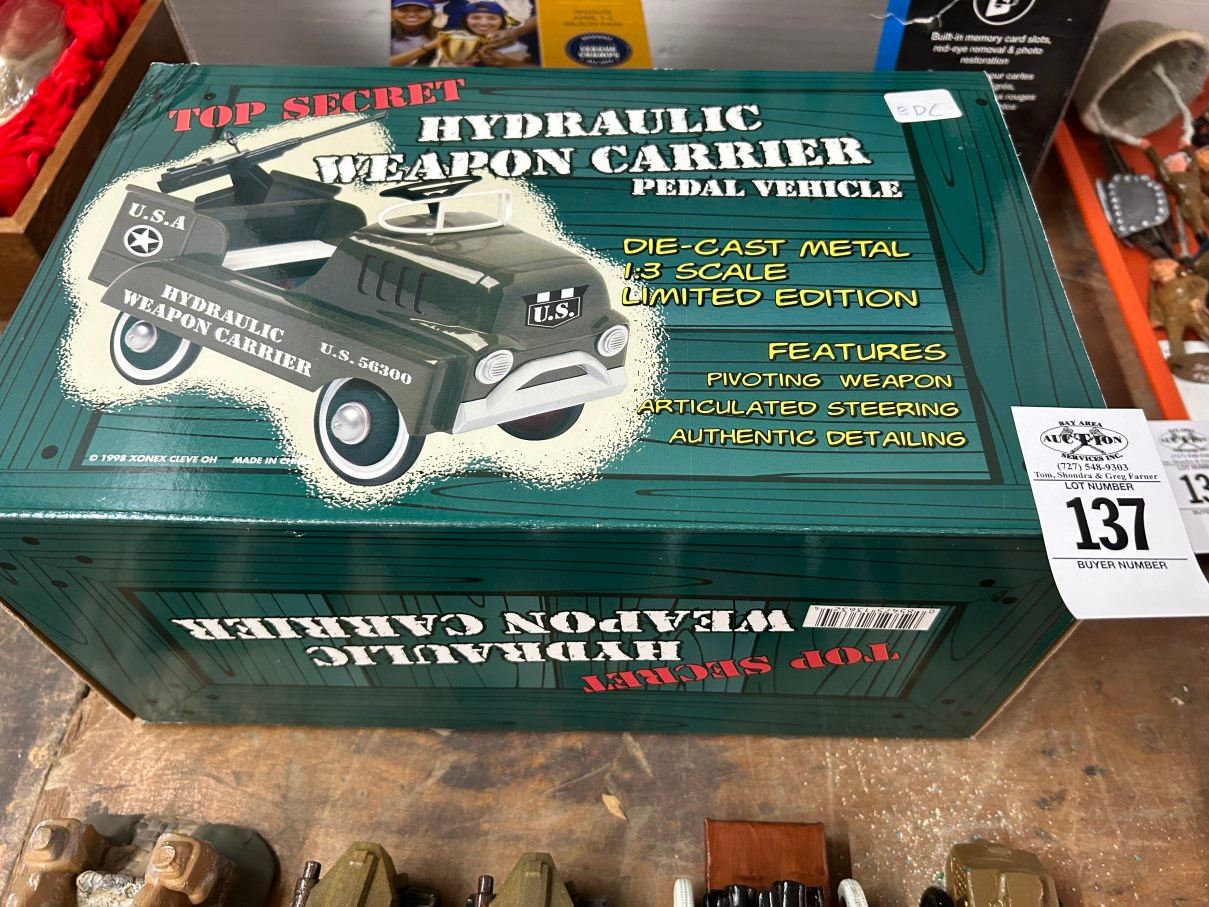 TOP SECRET
HYDRAULIC
WEAPON CARRIER
PEDAL VEHICLE
EDC
DIE-CAST METAL
1:3 SCALE
LIMITED EDITION
FEATURES
PIVOTING WEAPON
ARTICULATED STEERING
AUTHENTIC DETAILING
U.S.A
HYDRAULIC
WEAPON CARRIER
U.S. 56300
U.S.
© 1998 XONEX CLEVE OH MADE IN
TOP SECRET
HYDRAULIC
WEAPON CARRIER
BAY AREA
AUCTION
SERVICES INC.
(727) 548-9303
Tom, Shondra & Greg Farner
LOT NUMBER
137
BUYER NUMBER
Built-in memory card slots,
red-eye removal & photo
restoration